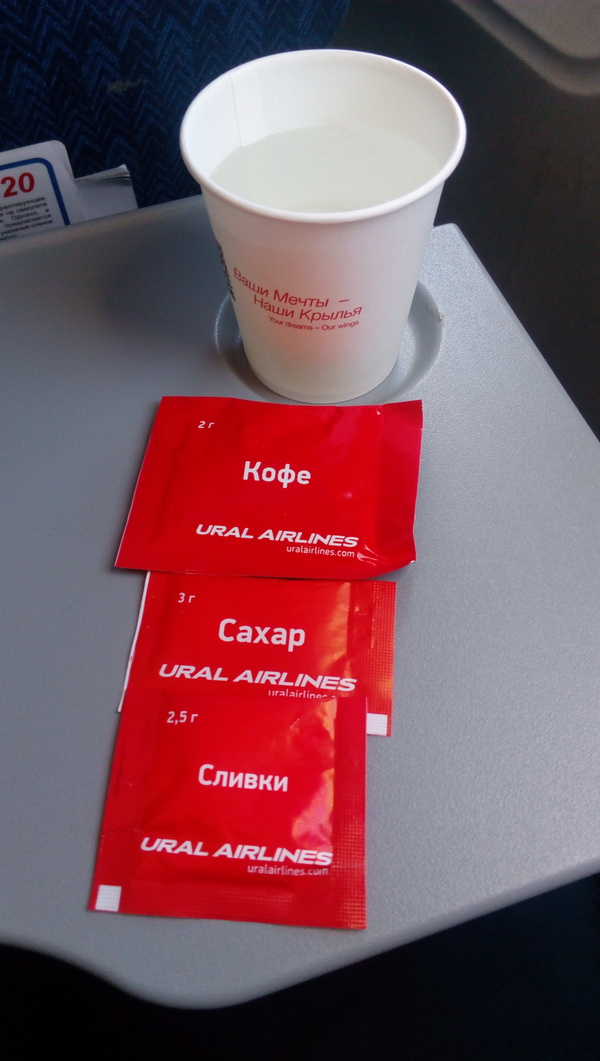 20
Ваши Мечты –
Наши Крылья
Your dreams – Our wings
2 г
Кофе
URAL AIRLINES
uralairlines.com
3 г
Сахар
URAL AIRLINES
2,5 г
Сливки
URAL AIRLINES
uralairlines.com